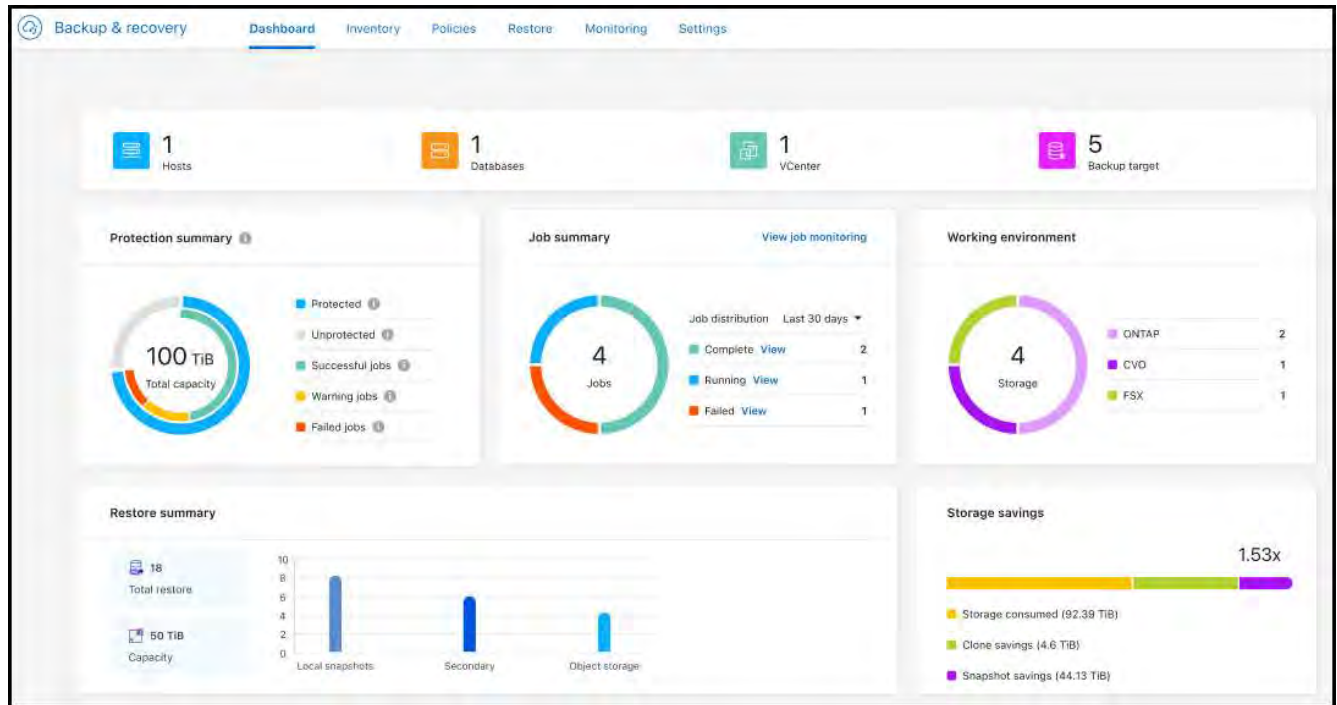 Backup & recovery Dashboard Inventory Policies Restore Monitoring Settings
1
Hosts
1
Databases
1
VCenter
5
Backup target
Protection summary
100 TiB
Total capacity
Protected
Unprotected
Successful jobs
Warning jobs
Failed jobs
Job summary View job monitoring
4
Jobs
Job distribution Last 30 days
Complete View 2
Running View 1
Failed View 1
Working environment
4
Storage
ONTAP 2
CVO 1
FSX 1
Restore summary
18
Total restore
50 TiB
Capacity
10
8
6
4
2
0
Local snapshots Secondary Object storage
Storage savings
1.53x
Storage consumed (92.39 TiB)
Clone savings (4.6 TiB)
Snapshot savings (44.13 TiB)